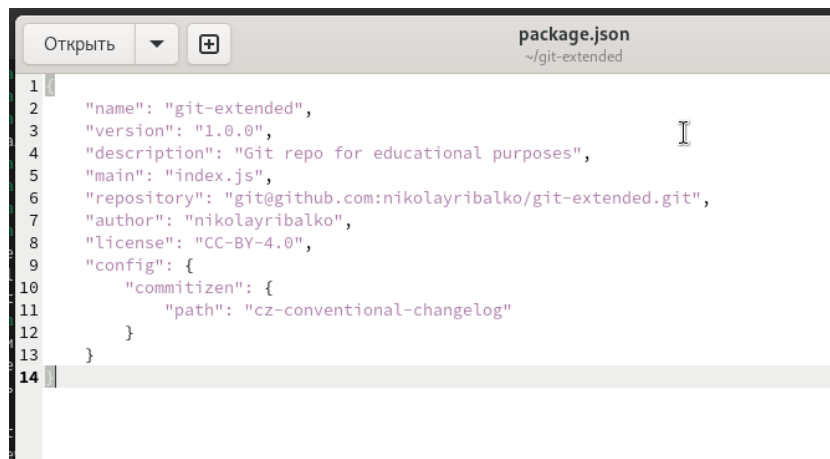 Открыть
package.json
~/git-extended
1 {
2 "name": "git-extended",
3 "version": "1.0.0",
4 "description": "Git repo for educational purposes",
5 "main": "index.js",
6 "repository": "git@github.com:nikolayribalko/git-extended.git",
7 "author": "nikolayribalko",
8 "license": "CC-BY-4.0",
9 "config": {
10 "commitizen": {
11 "path": "cz-conventional-changelog"
12 }
13 }
14 }